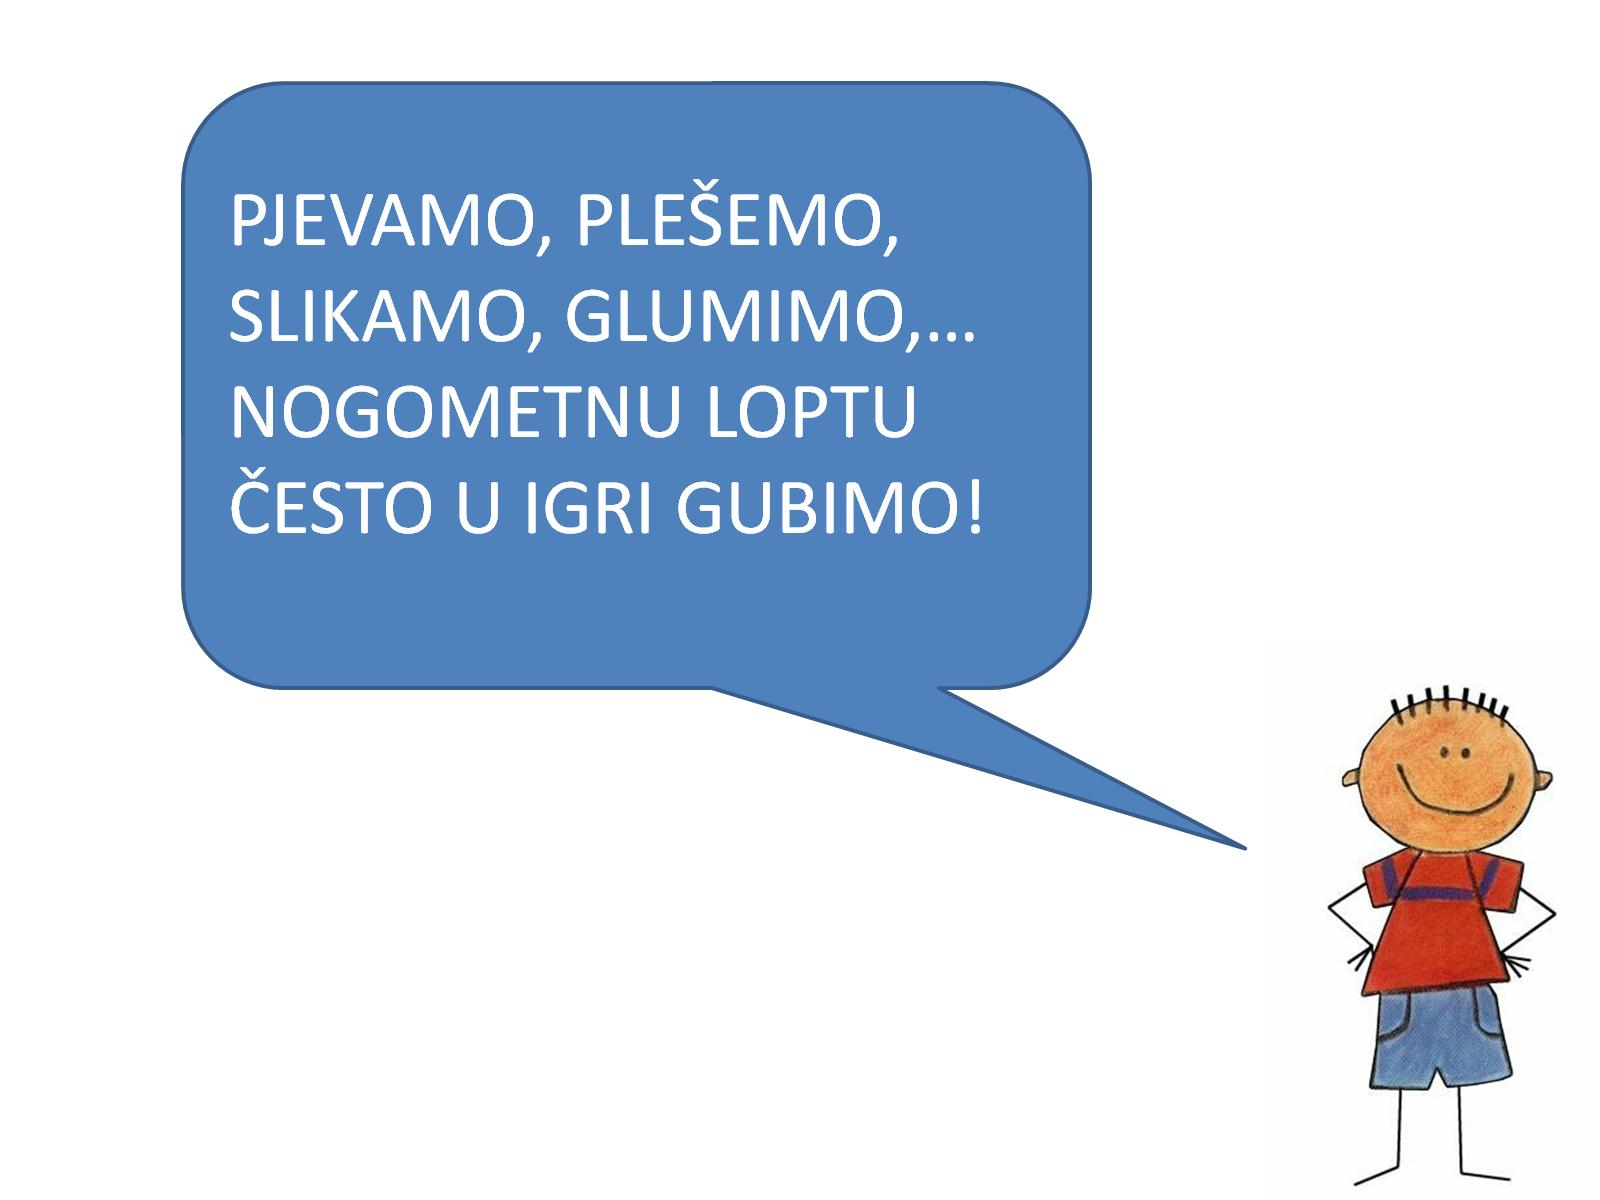 PJEVAMO, PLEŠEMO,
SLIKAMO, GLUMIMO,...
NOGOMETNU LOPTU
ČESTO U IGRI GUBIMO!